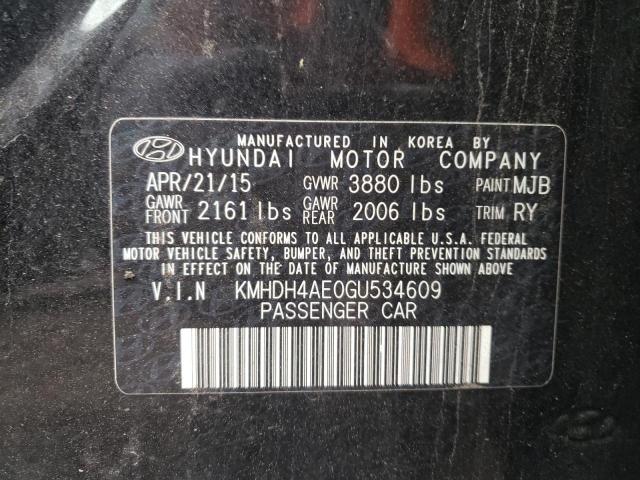 MANUFACTURED IN KOREA BY
HYUNDAI MOTOR COMPANY
APR/21/15 GVWR 3880 lbs PAINT MJB
GAWR FRONT 2161 lbs GAWR REAR 2006 lbs TRIM RY
THIS VEHICLE CONFORMS TO ALL APPLICABLE U.S.A. FEDERAL
MOTOR VEHICLE SAFETY, BUMPER, AND THEFT PREVENTION STANDARDS
IN EFFECT ON THE DATE OF MANUFACTURE SHOWN ABOVE
V.I.N KMHDH4AE0GU534609
PASSENGER CAR